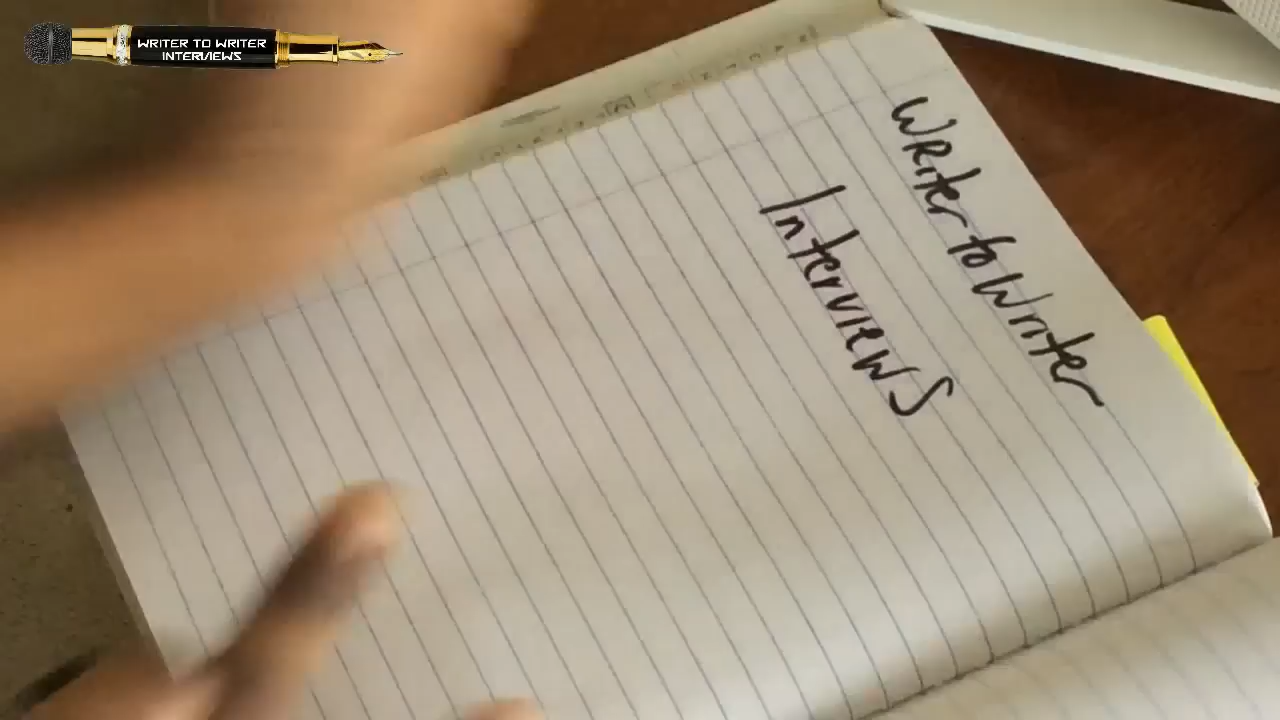 WRITER TO WRITER
INTERVIEWS
Writer to Writer
Interviews